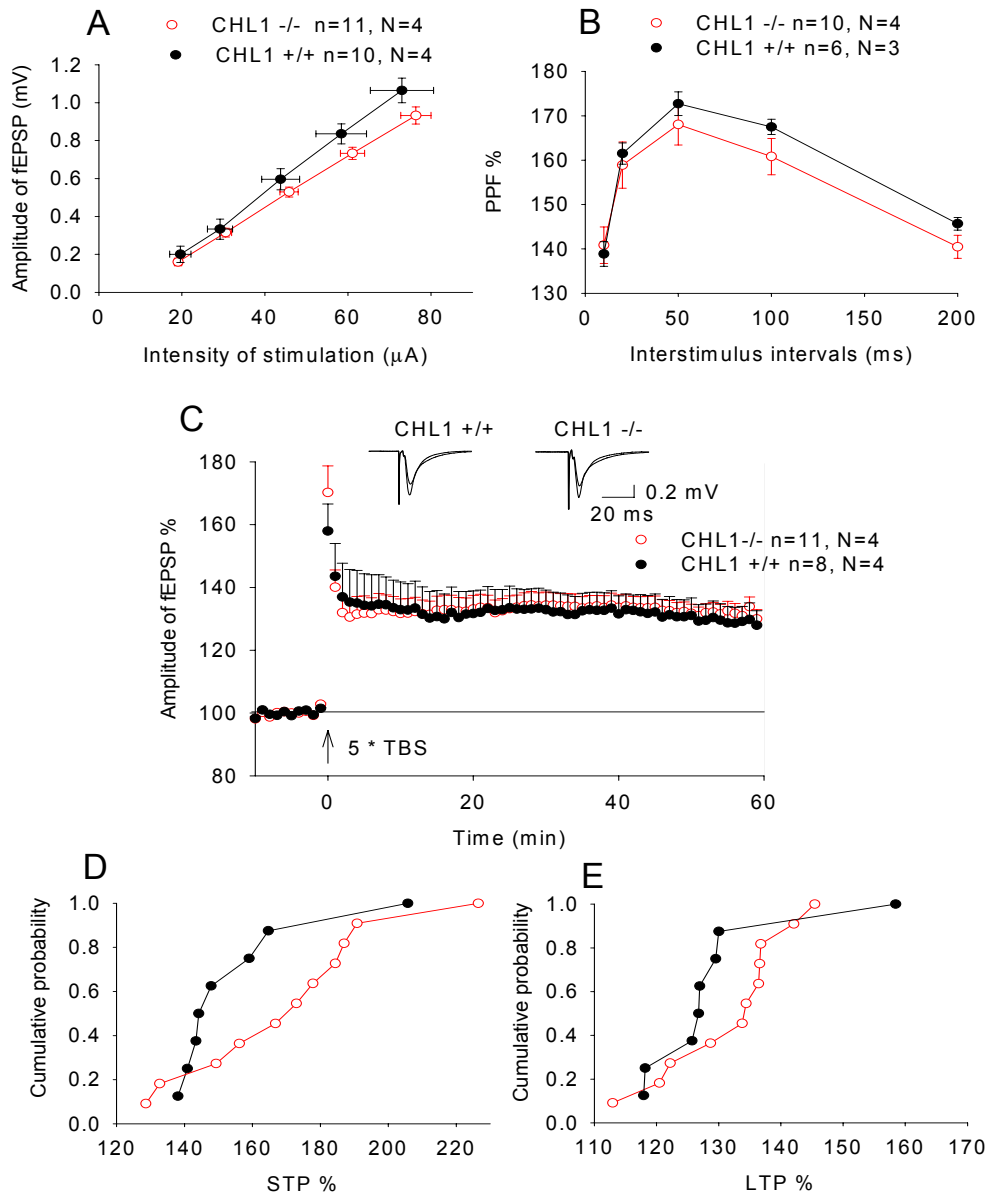 A
CHL1 -/- n=11, N=4
CHL1 +/+ n=10, N=4
Amplitude of fEPSP (mV)
1.2
1.0
0.8
0.6
0.4
0.2
0.0
0 20 40 60 80
Intensity of stimulation (μA)
B
CHL1 -/- n=10, N=4
CHL1 +/+ n=6, N=3
PPF %
180
170
160
150
140
130
0 50 100 150 200
Interstimulus intervals (ms)
C
CHL1 +/+
CHL1 -/-
0.2 mV
20 ms
CHL1-/- n=11, N=4
CHL1 +/+ n=8, N=4
Amplitude of fEPSP %
180
160
140
120
100
80
5 * TBS
0 20 40 60
Time (min)
D
Cumulative probability
1.0
0.8
0.6
0.4
0.2
0.0
120 140 160 180 200 220
STP %
E
Cumulative probability
1.0
0.8
0.6
0.4
0.2
0.0
110 120 130 140 150 160 170
LTP %